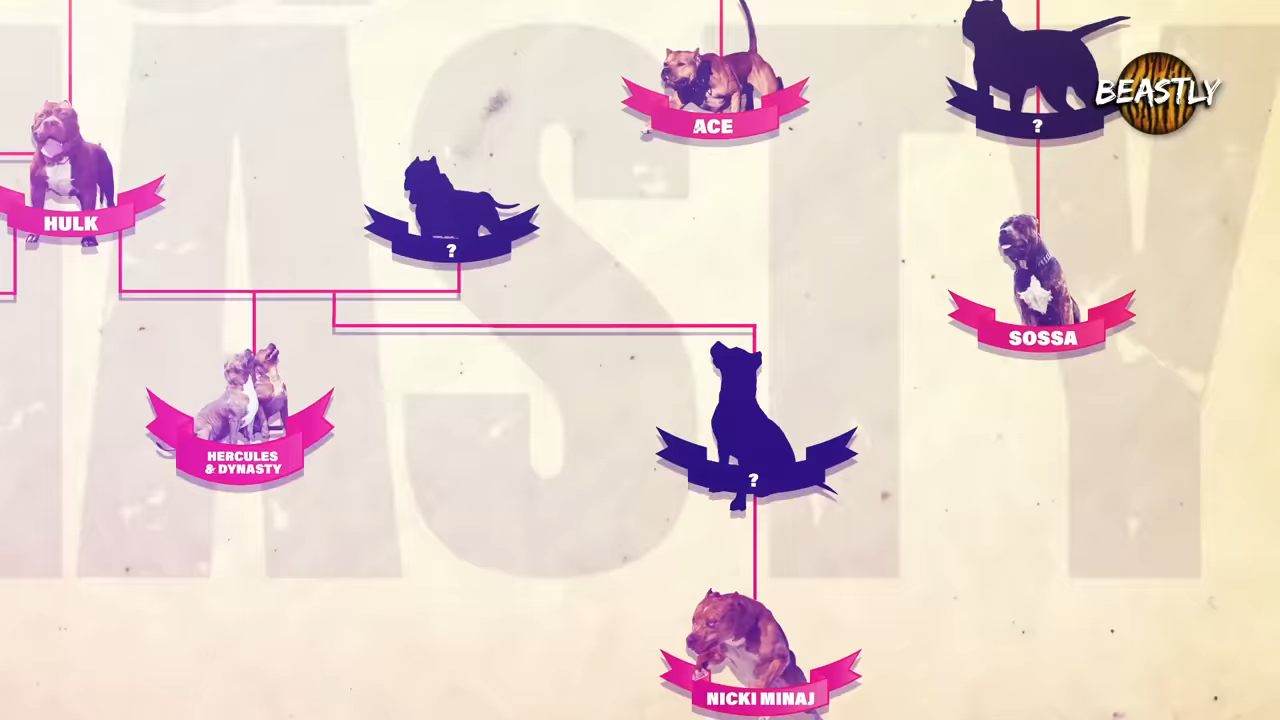 ACE
?
BEASTLY
HULK
?
SOSSA
HERCULES
& DYNASTY
?
NICKI MINAJ